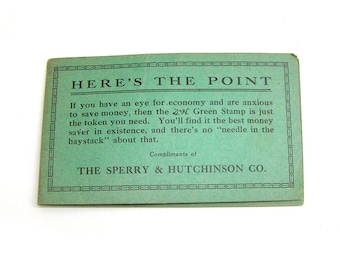 HERE'S THE POINT
If you have an eye for economy and are anxious
to save money, then the S&H Green Stamp is just
the token you need. You'll find it the best money
saver in existence, and there's no "needle in the
haystack" about that.
Compliments of
THE SPERRY & HUTCHINSON CO.